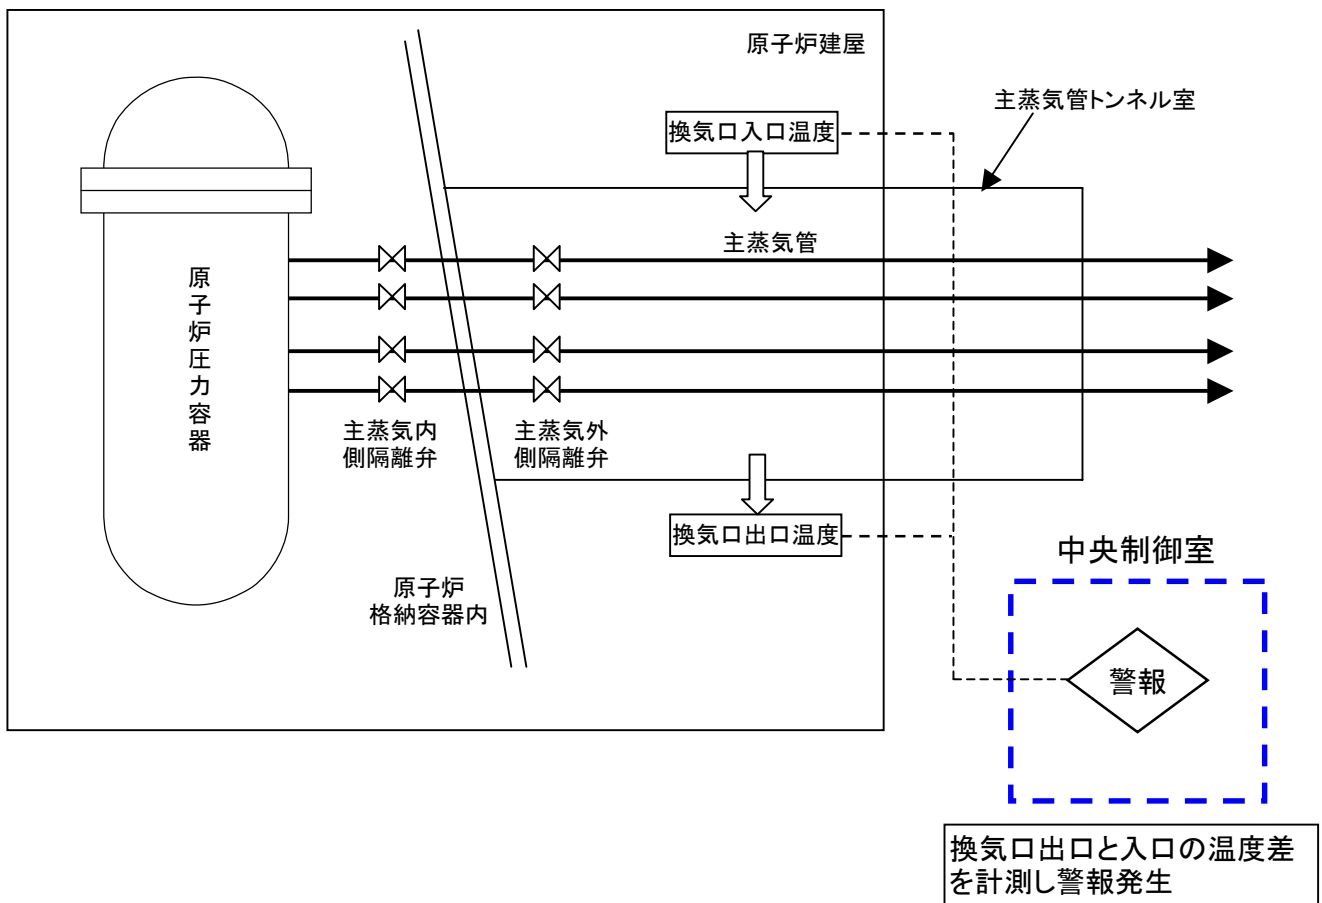 原子炉建屋
主蒸気管トンネル室
換気口入口温度
主蒸気管
原子炉圧力容器
主蒸気内
側隔離弁
主蒸気外
側隔離弁
換気口出口温度
原子炉
格納容器内
中央制御室
警報
換気口出口と入口の温度差
を計測し警報発生